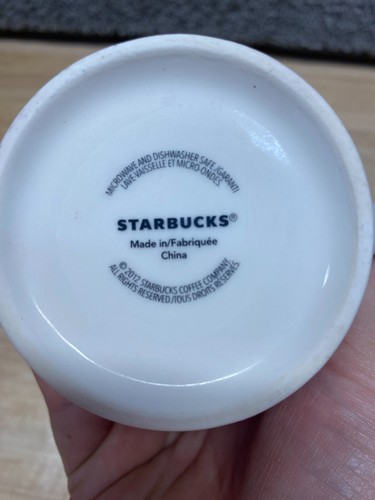 MICROWAVE AND DISHWASHER SAFE/GARANTI
LAVE-VAISSELLE ET MICRO-ONDES
STARBUCKS®
Made in/Fabriquée
China
© 2012 STARBUCKS COFFEE COMPANY.
ALL RIGHTS RESERVED/TOUS DROITS RESERVÉS.